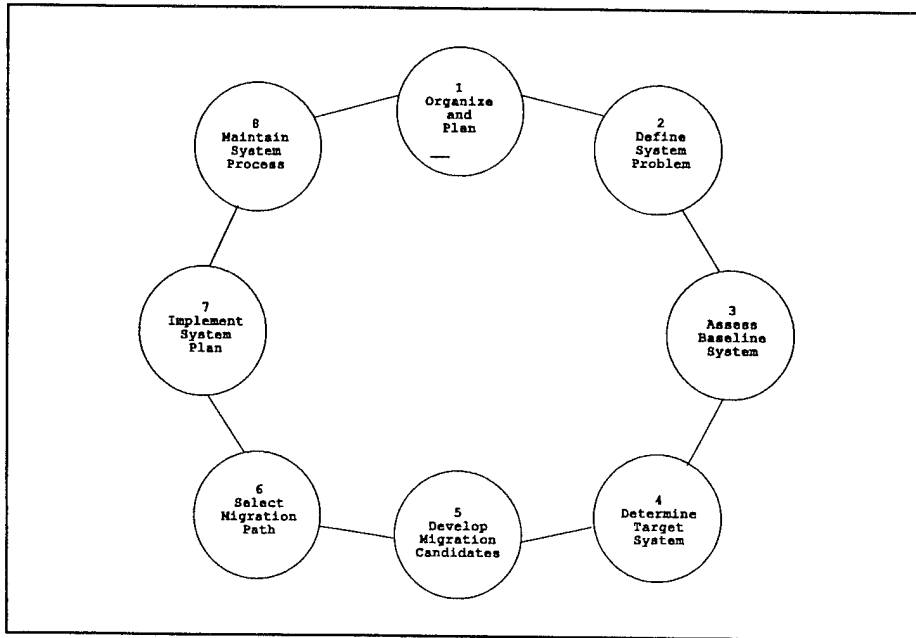 1
Organize
and
Plan
2
Define
System
Problem
3
Assess
Baseline
System
4
Determine
Target
System
5
Develop
Migration
Candidates
6
Select
Migration
Path
7
Implement
System
Plan
8
Maintain
System
Process